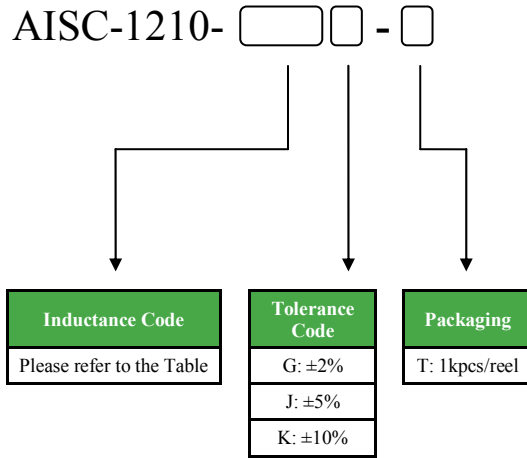 AISC-1210- -
Inductance Code
Please refer to the Table
Tolerance
Code
G: ±2%
J: ±5%
K: ±10%
Packaging
T: 1kpcs/reel